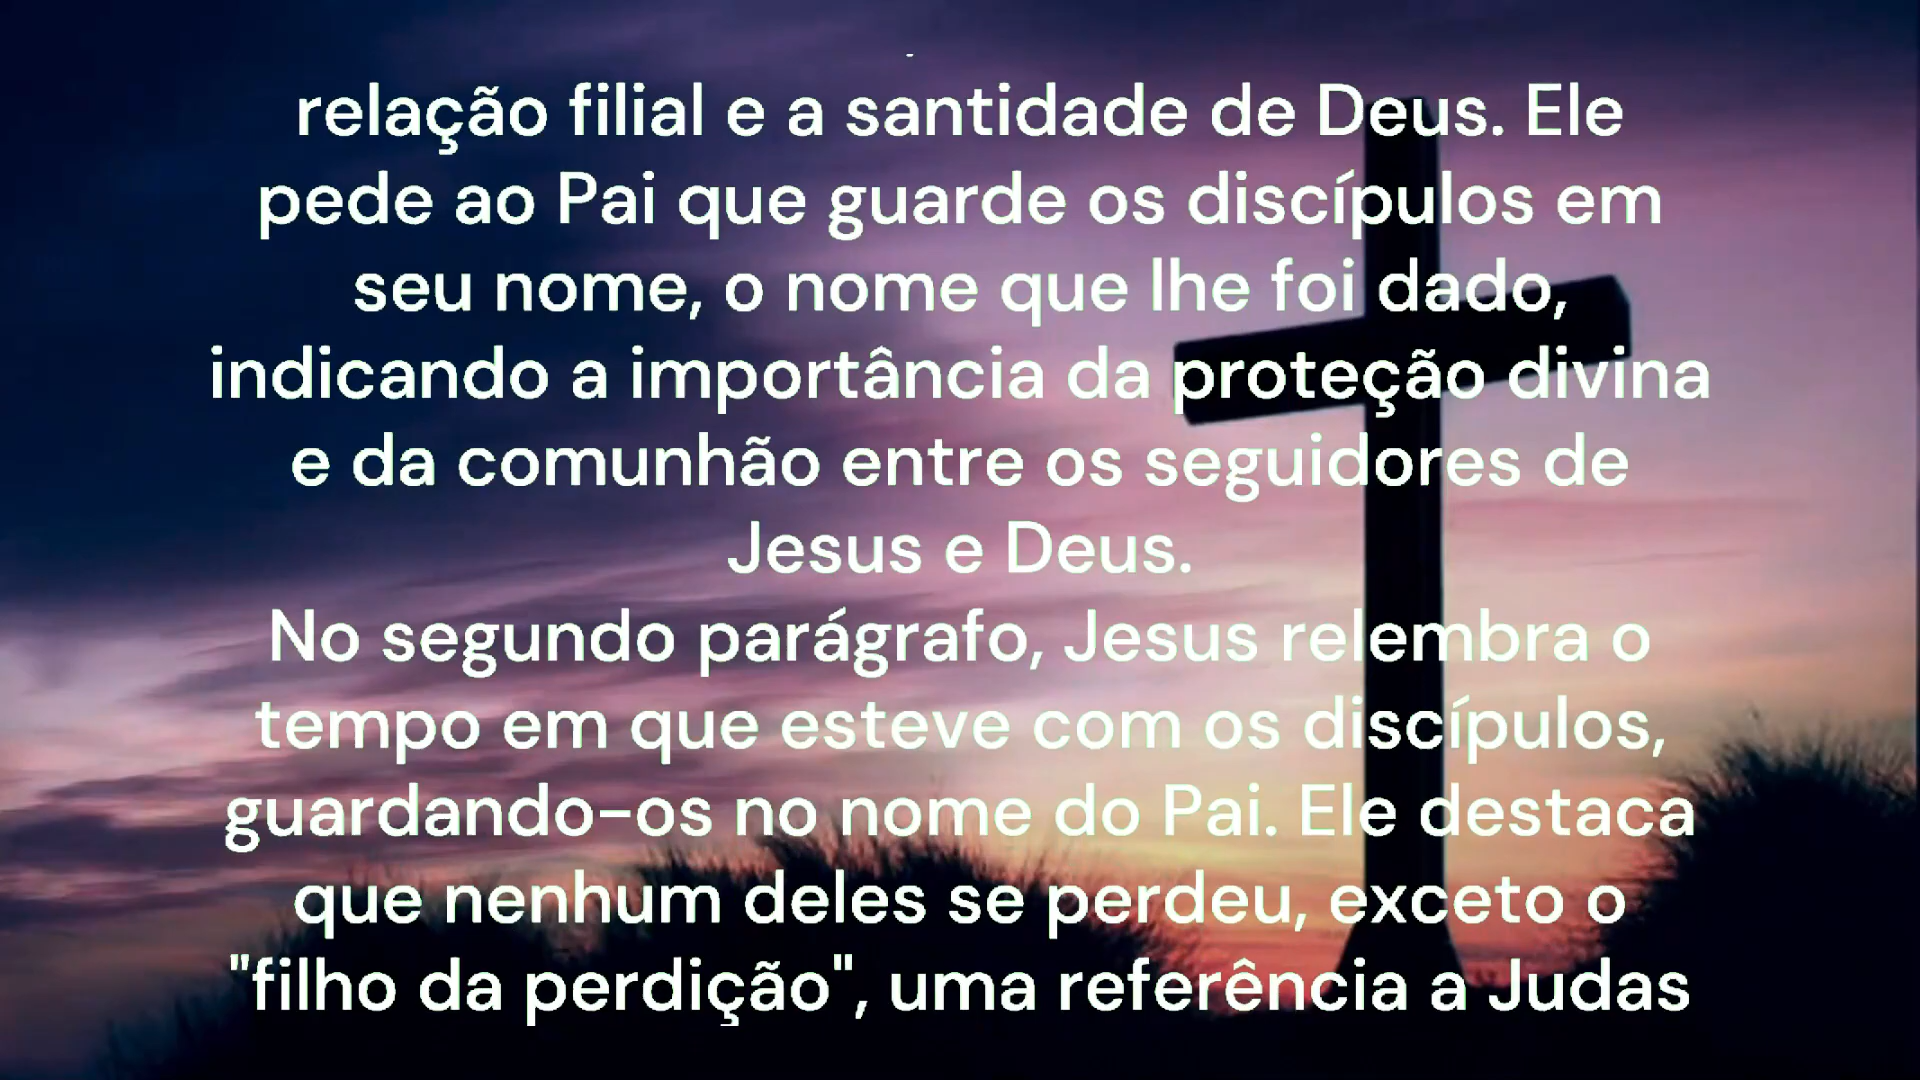 relação filial e a santidade de Deus. Ele
pede ao Pai que guarde os discípulos em
seu nome, o nome que lhe foi dado,
indicando a importância da proteção divina
e da comunhão entre os seguidores de
Jesus e Deus.
No segundo parágrafo, Jesus relembra o
tempo em que esteve com os discípulos,
guardando-os no nome do Pai. Ele destaca
que nenhum deles se perdeu, exceto o
"filho da perdição", uma referência a Judas